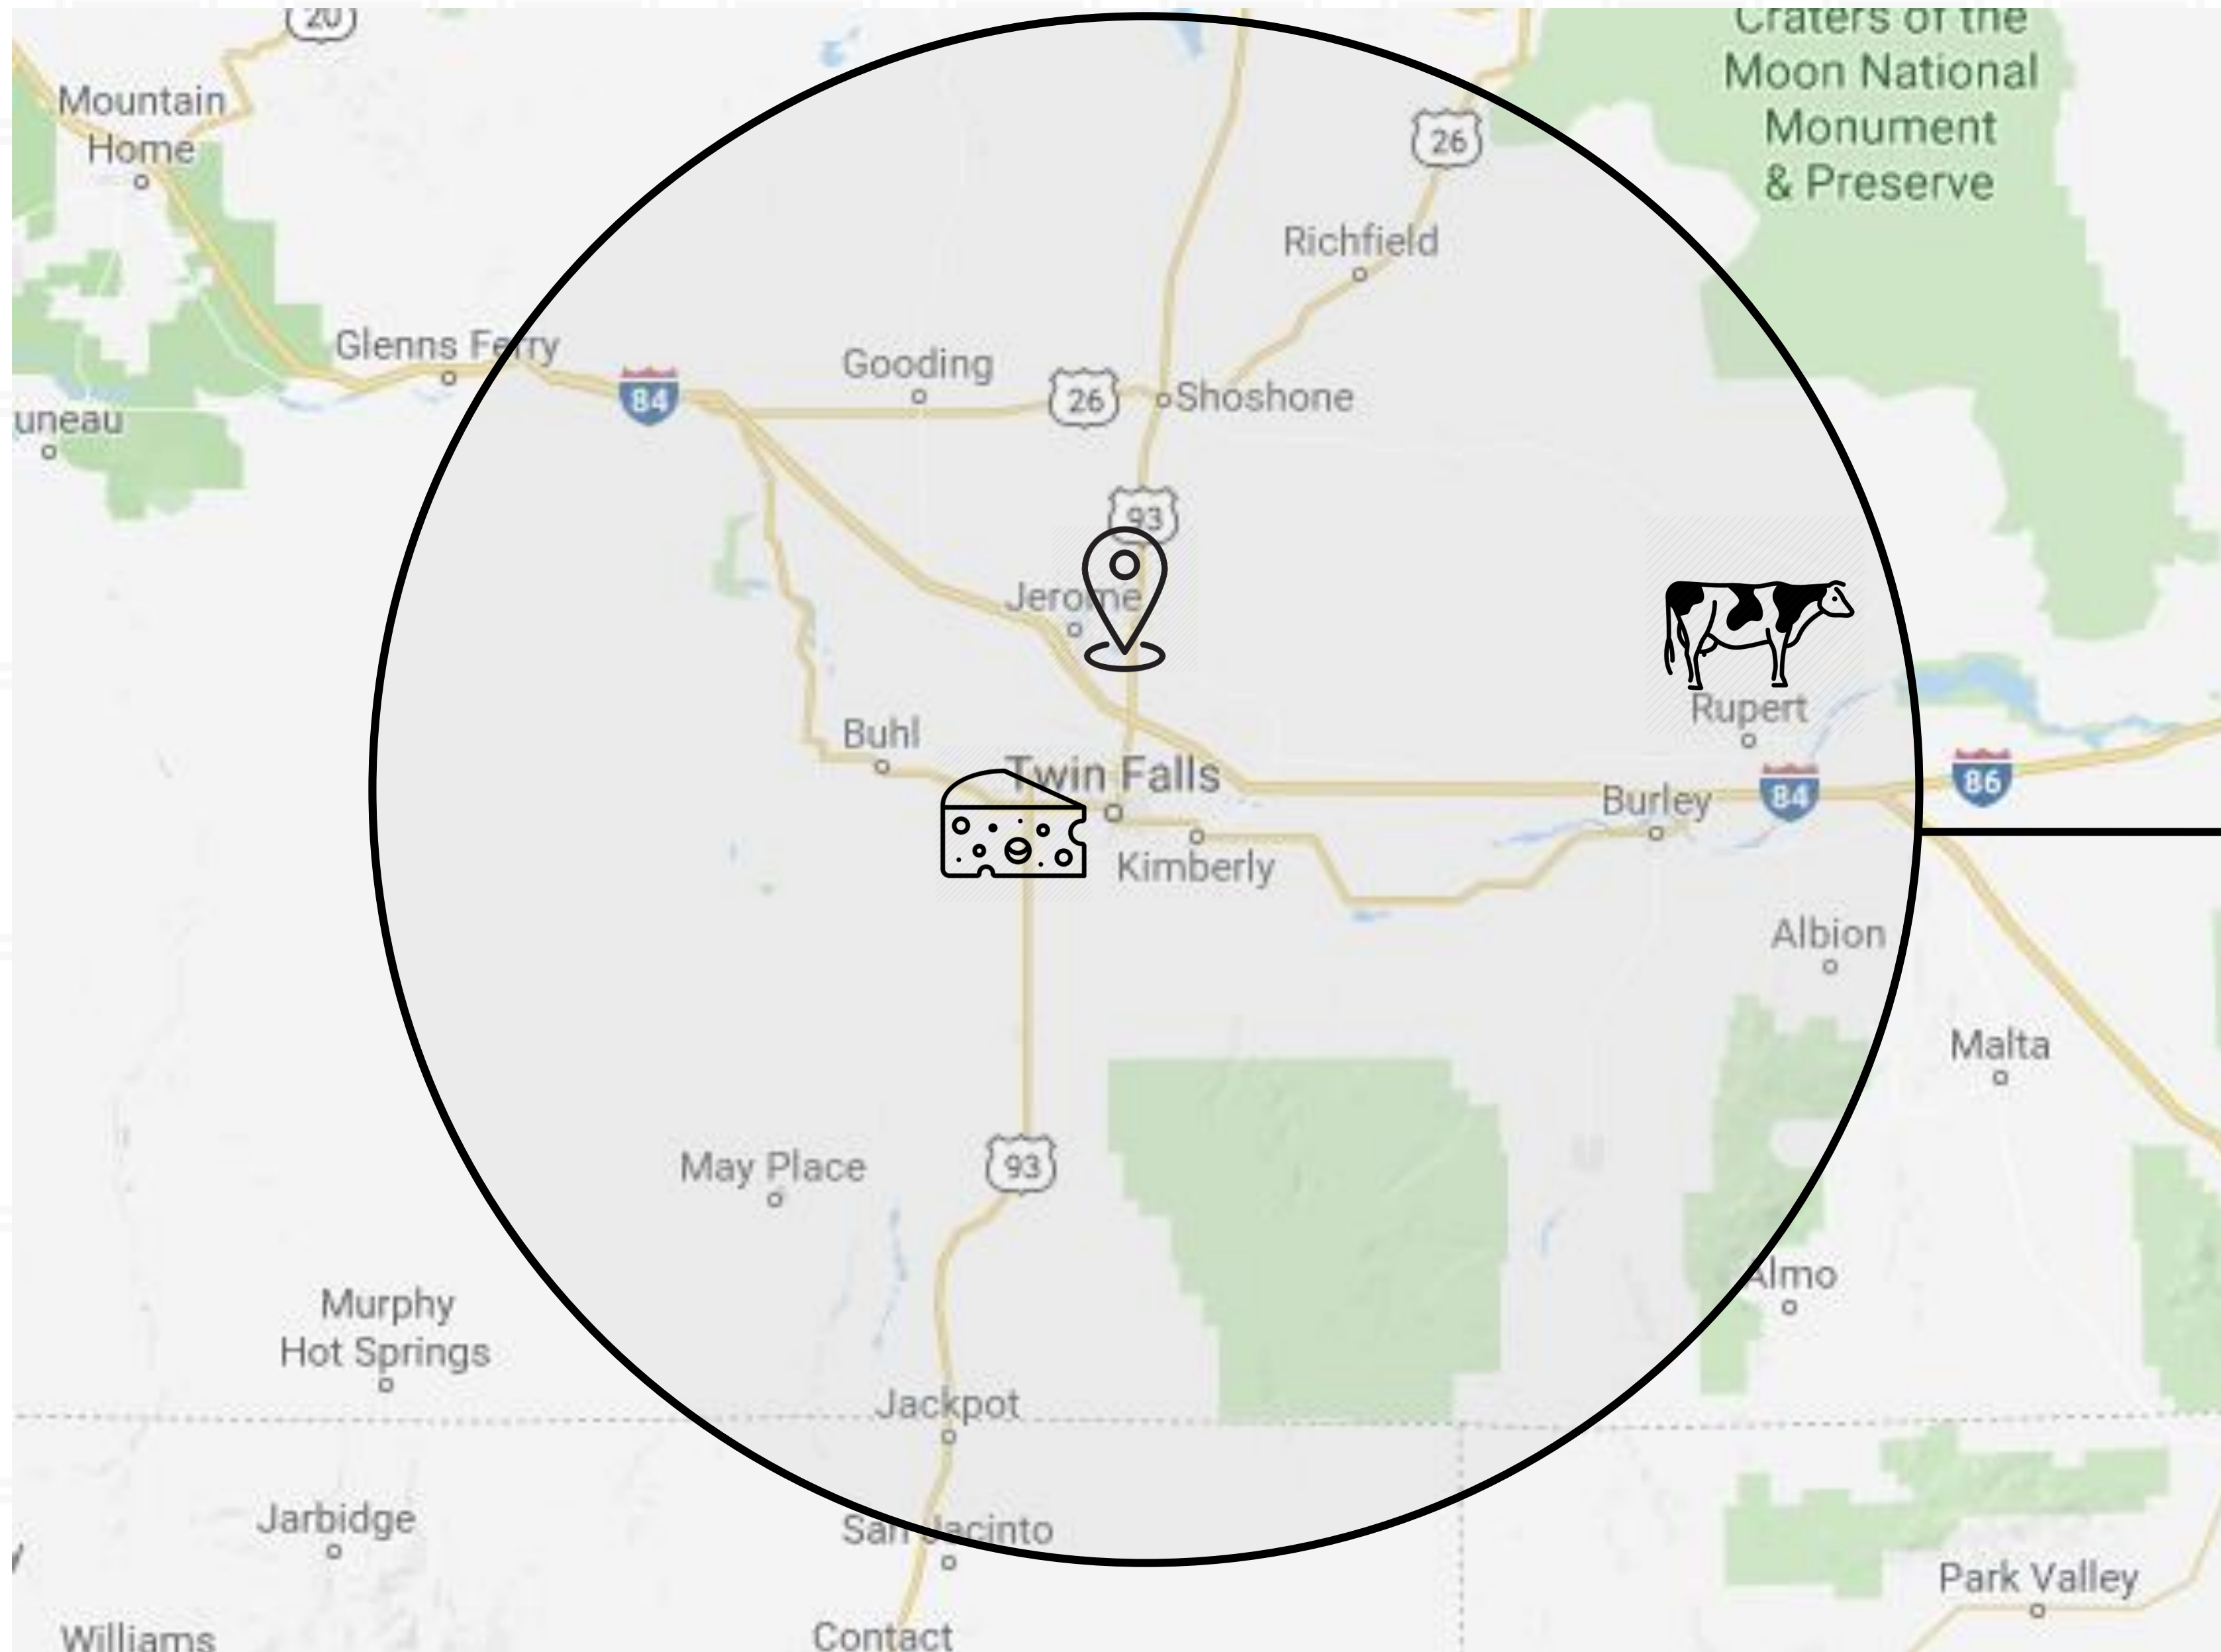 20
Craters of the
Moon National
Monument
& Preserve
Mountain
Home
26
Richfield
Glenns Ferry
Gooding
84
26
Shoshone
uneau
93
Jerome
Rupert
Buhl
Twin Falls
86
84
Burley
Kimberly
Albion
Malta
May Place
93
Almo
Murphy
Hot Springs
Jackpot
Jarbidge
San Jacinto
Park Valley
Williams
Contact